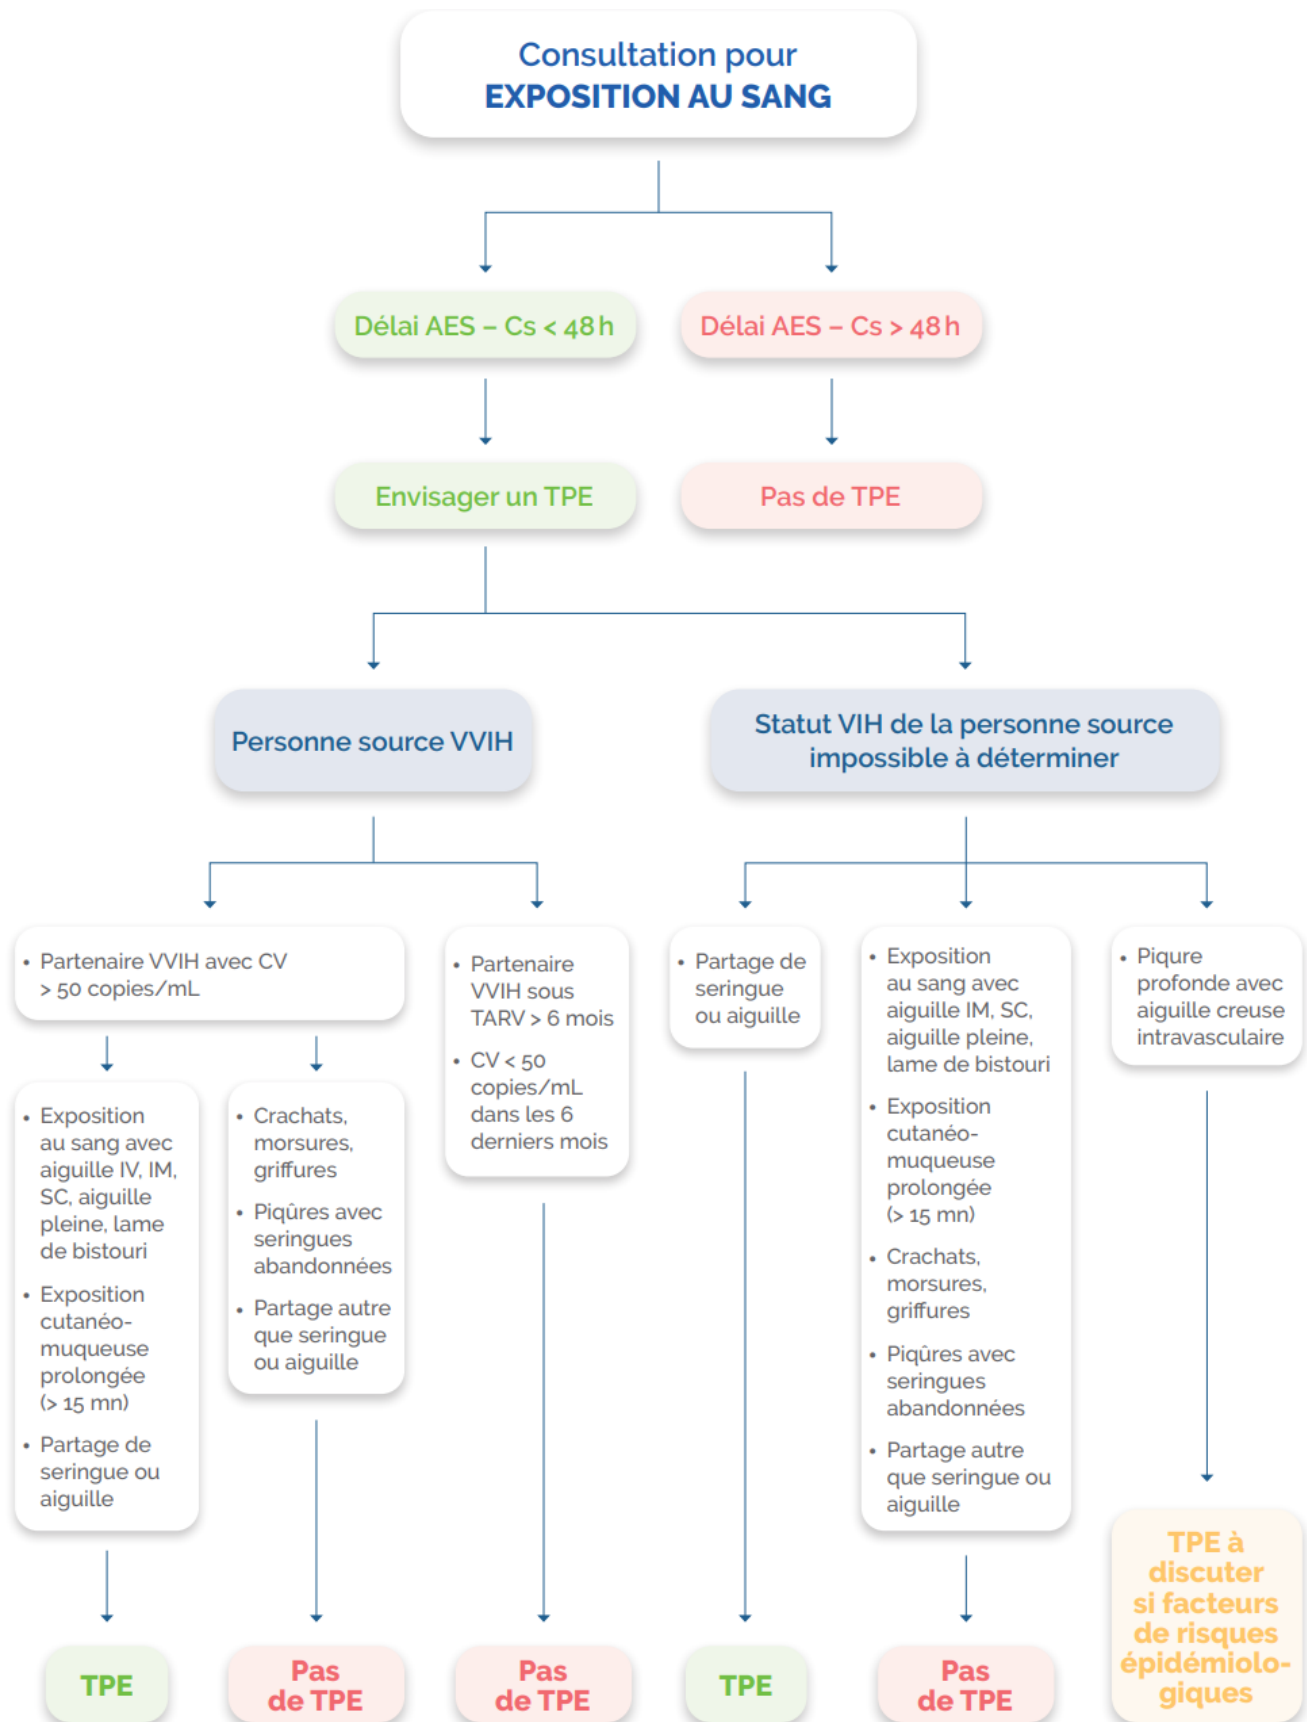 Consultation pour
EXPOSITION AU SANG
Délai AES – Cs < 48 h
Délai AES – Cs > 48 h
Envisager un TPE
Pas de TPE
Personne source VVIH
Statut VIH de la personne source
impossible à déterminer
• Partenaire VVIH avec CV
> 50 copies/mL
• Exposition
au sang avec
aiguille IV, IM,
SC, aiguille
pleine, lame
de bistouri
• Exposition
cutanéo-
muqueuse
prolongée
(> 15 mn)
• Partage de
seringue ou
aiguille
• Crachats,
morsures,
griffures
• Piqûres avec
seringues
abandonnées
• Partage autre
que seringue
ou aiguille
• Partenaire
VVIH sous
TARV > 6 mois
• CV < 50
copies/mL
dans les 6
derniers mois
• Partage de
seringue
ou aiguille
• Exposition
au sang avec
aiguille IM, SC,
aiguille pleine,
lame de bistouri
• Exposition
cutanéo-
muqueuse
prolongée
(> 15 mn)
• Crachats,
morsures,
griffures
• Piqûres avec
seringues
abandonnées
• Partage autre
que seringue ou
aiguille
• Piqure
profonde avec
aiguille creuse
intravasculaire
TPE
Pas
de TPE
Pas
de TPE
TPE
Pas
de TPE
TPE à
discuter
si facteurs
de risques
épidémiolo-
giques